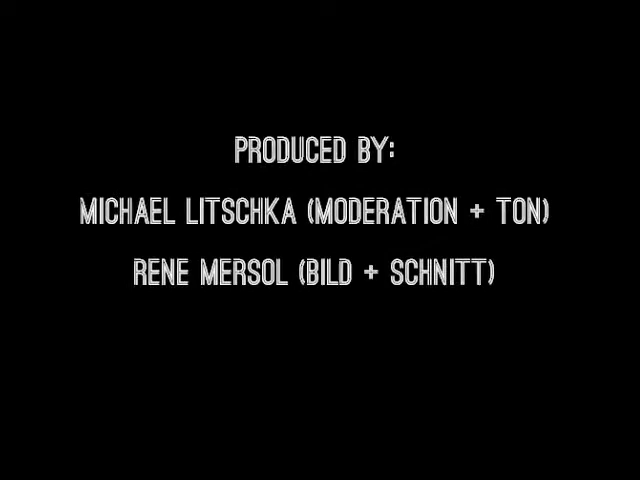 PRODUCED BY:
MICHAEL LITSCHKA (MODERATION + TON)
RENE MERSOL (BILD + SCHNITT)